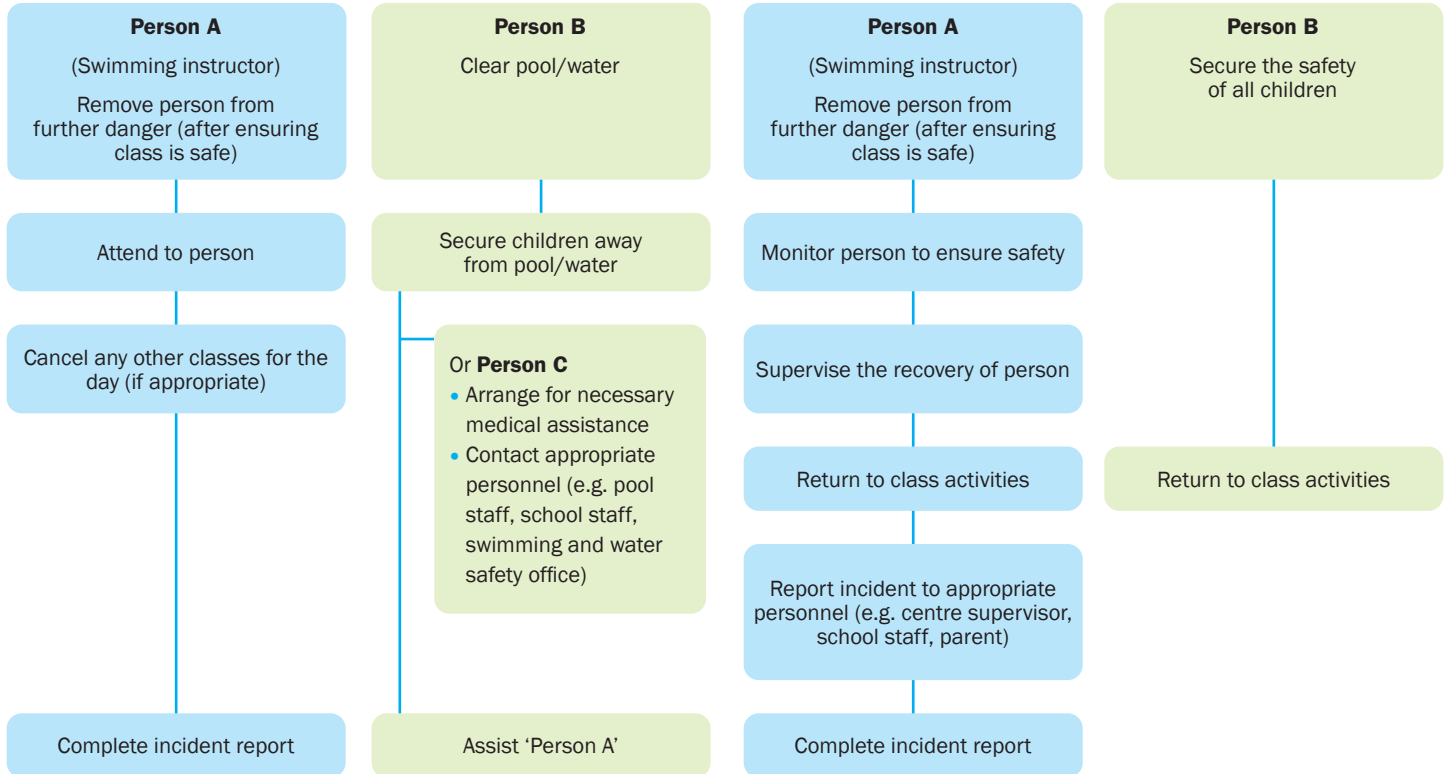 Person A
(Swimming instructor)
Remove person from
further danger (after ensuring
class is safe)
Attend to person
Cancel any other classes for the
day (if appropriate)
Complete incident report
Person B
Clear pool/water
Secure children away
from pool/water
Or Person C
• Arrange for necessary
medical assistance
• Contact appropriate
personnel (e.g. pool
staff, school staff,
swimming and water
safety office)
Assist ‘Person A’
Person A
(Swimming instructor)
Remove person from
further danger (after ensuring
class is safe)
Monitor person to ensure safety
Supervise the recovery of person
Return to class activities
Report incident to appropriate
personnel (e.g. centre supervisor,
school staff, parent)
Complete incident report
Person B
Secure the safety
of all children
Return to class activities